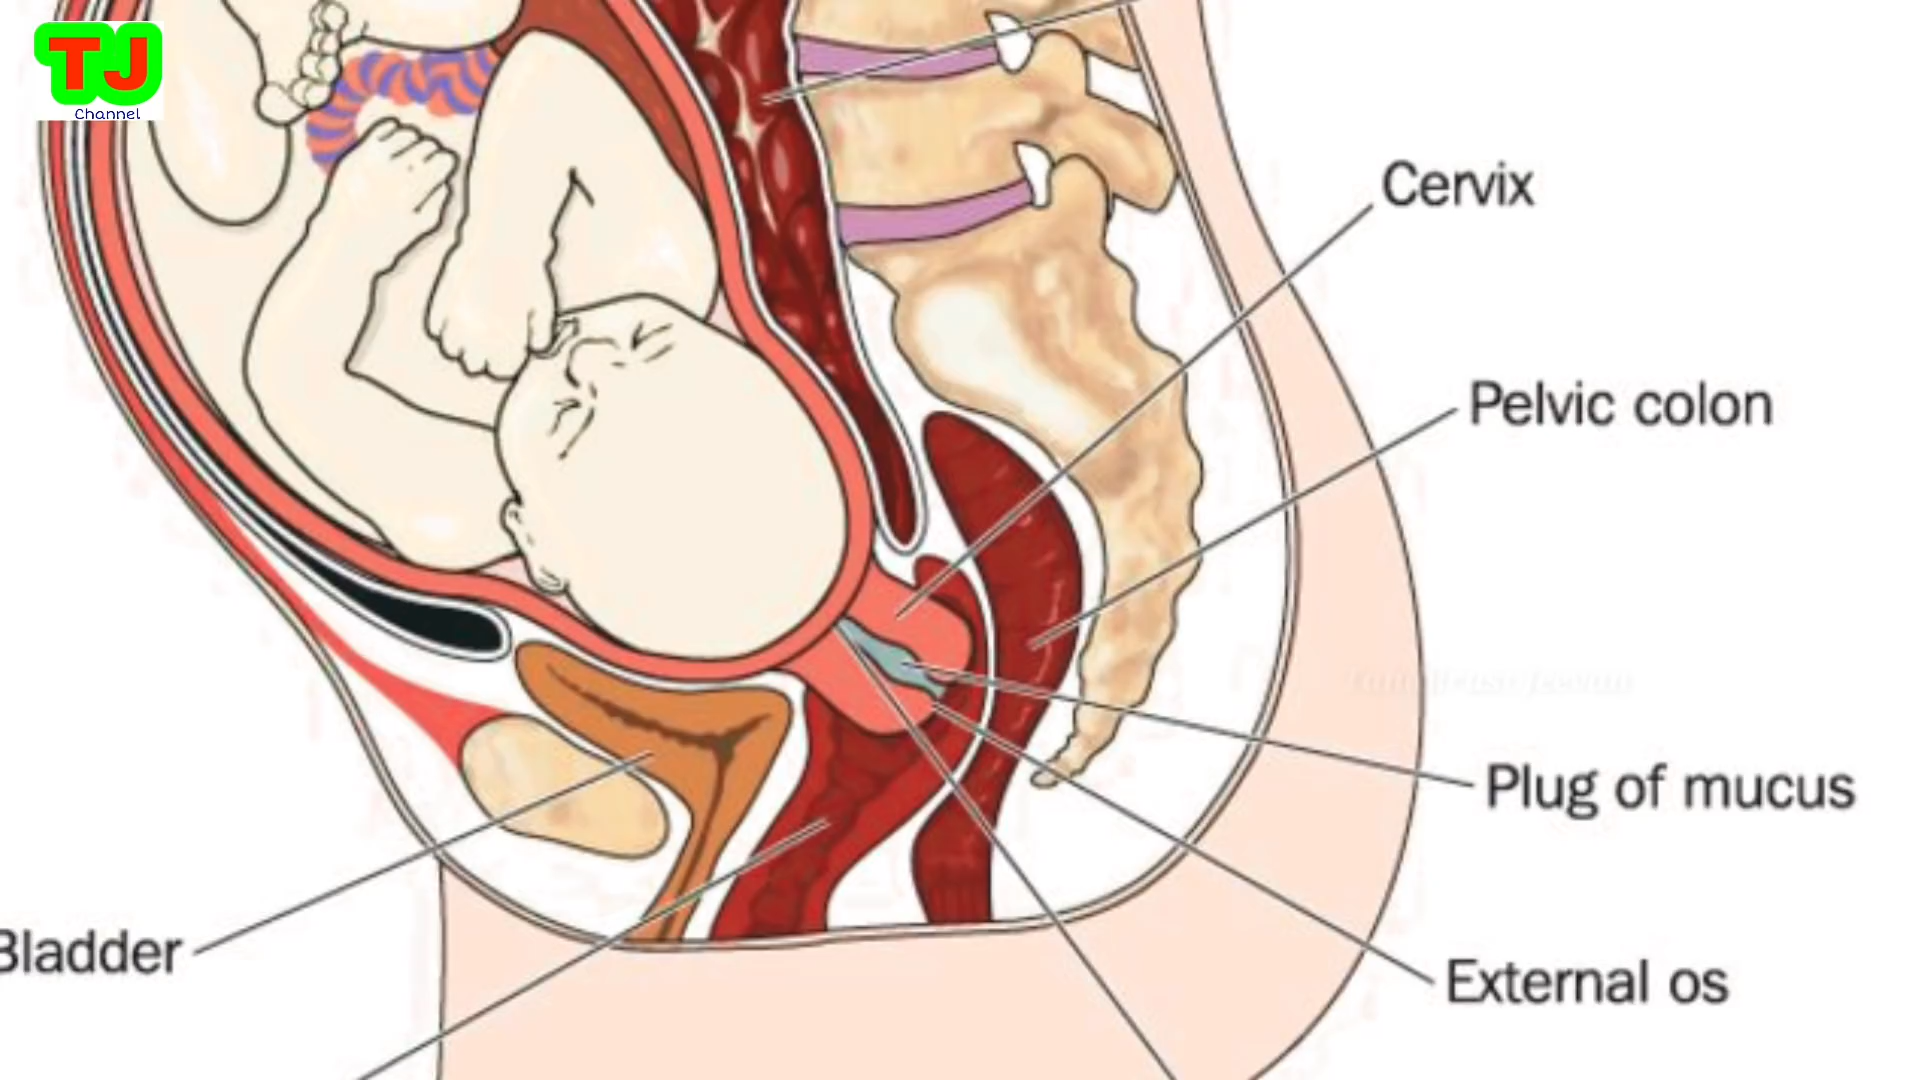 TJ
Channel
Cervix
Pelvic colon
Plug of mucus
Bladder
External os